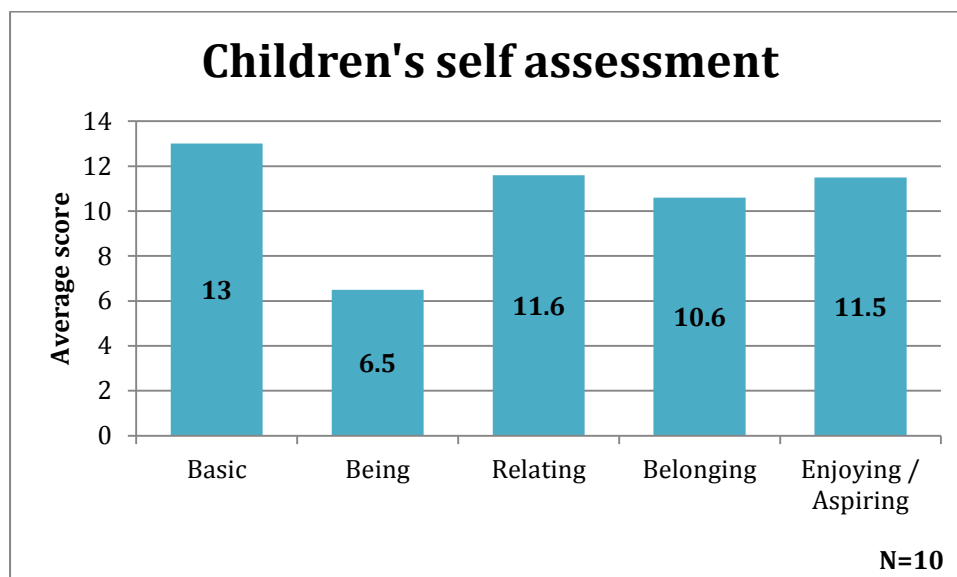 Children's self assessment
Average score
14
12
10
8
6
4
2
0
13
6.5
11.6
10.6
11.5
Basic
Being
Relating
Belonging
Enjoying /
Aspiring
N=10